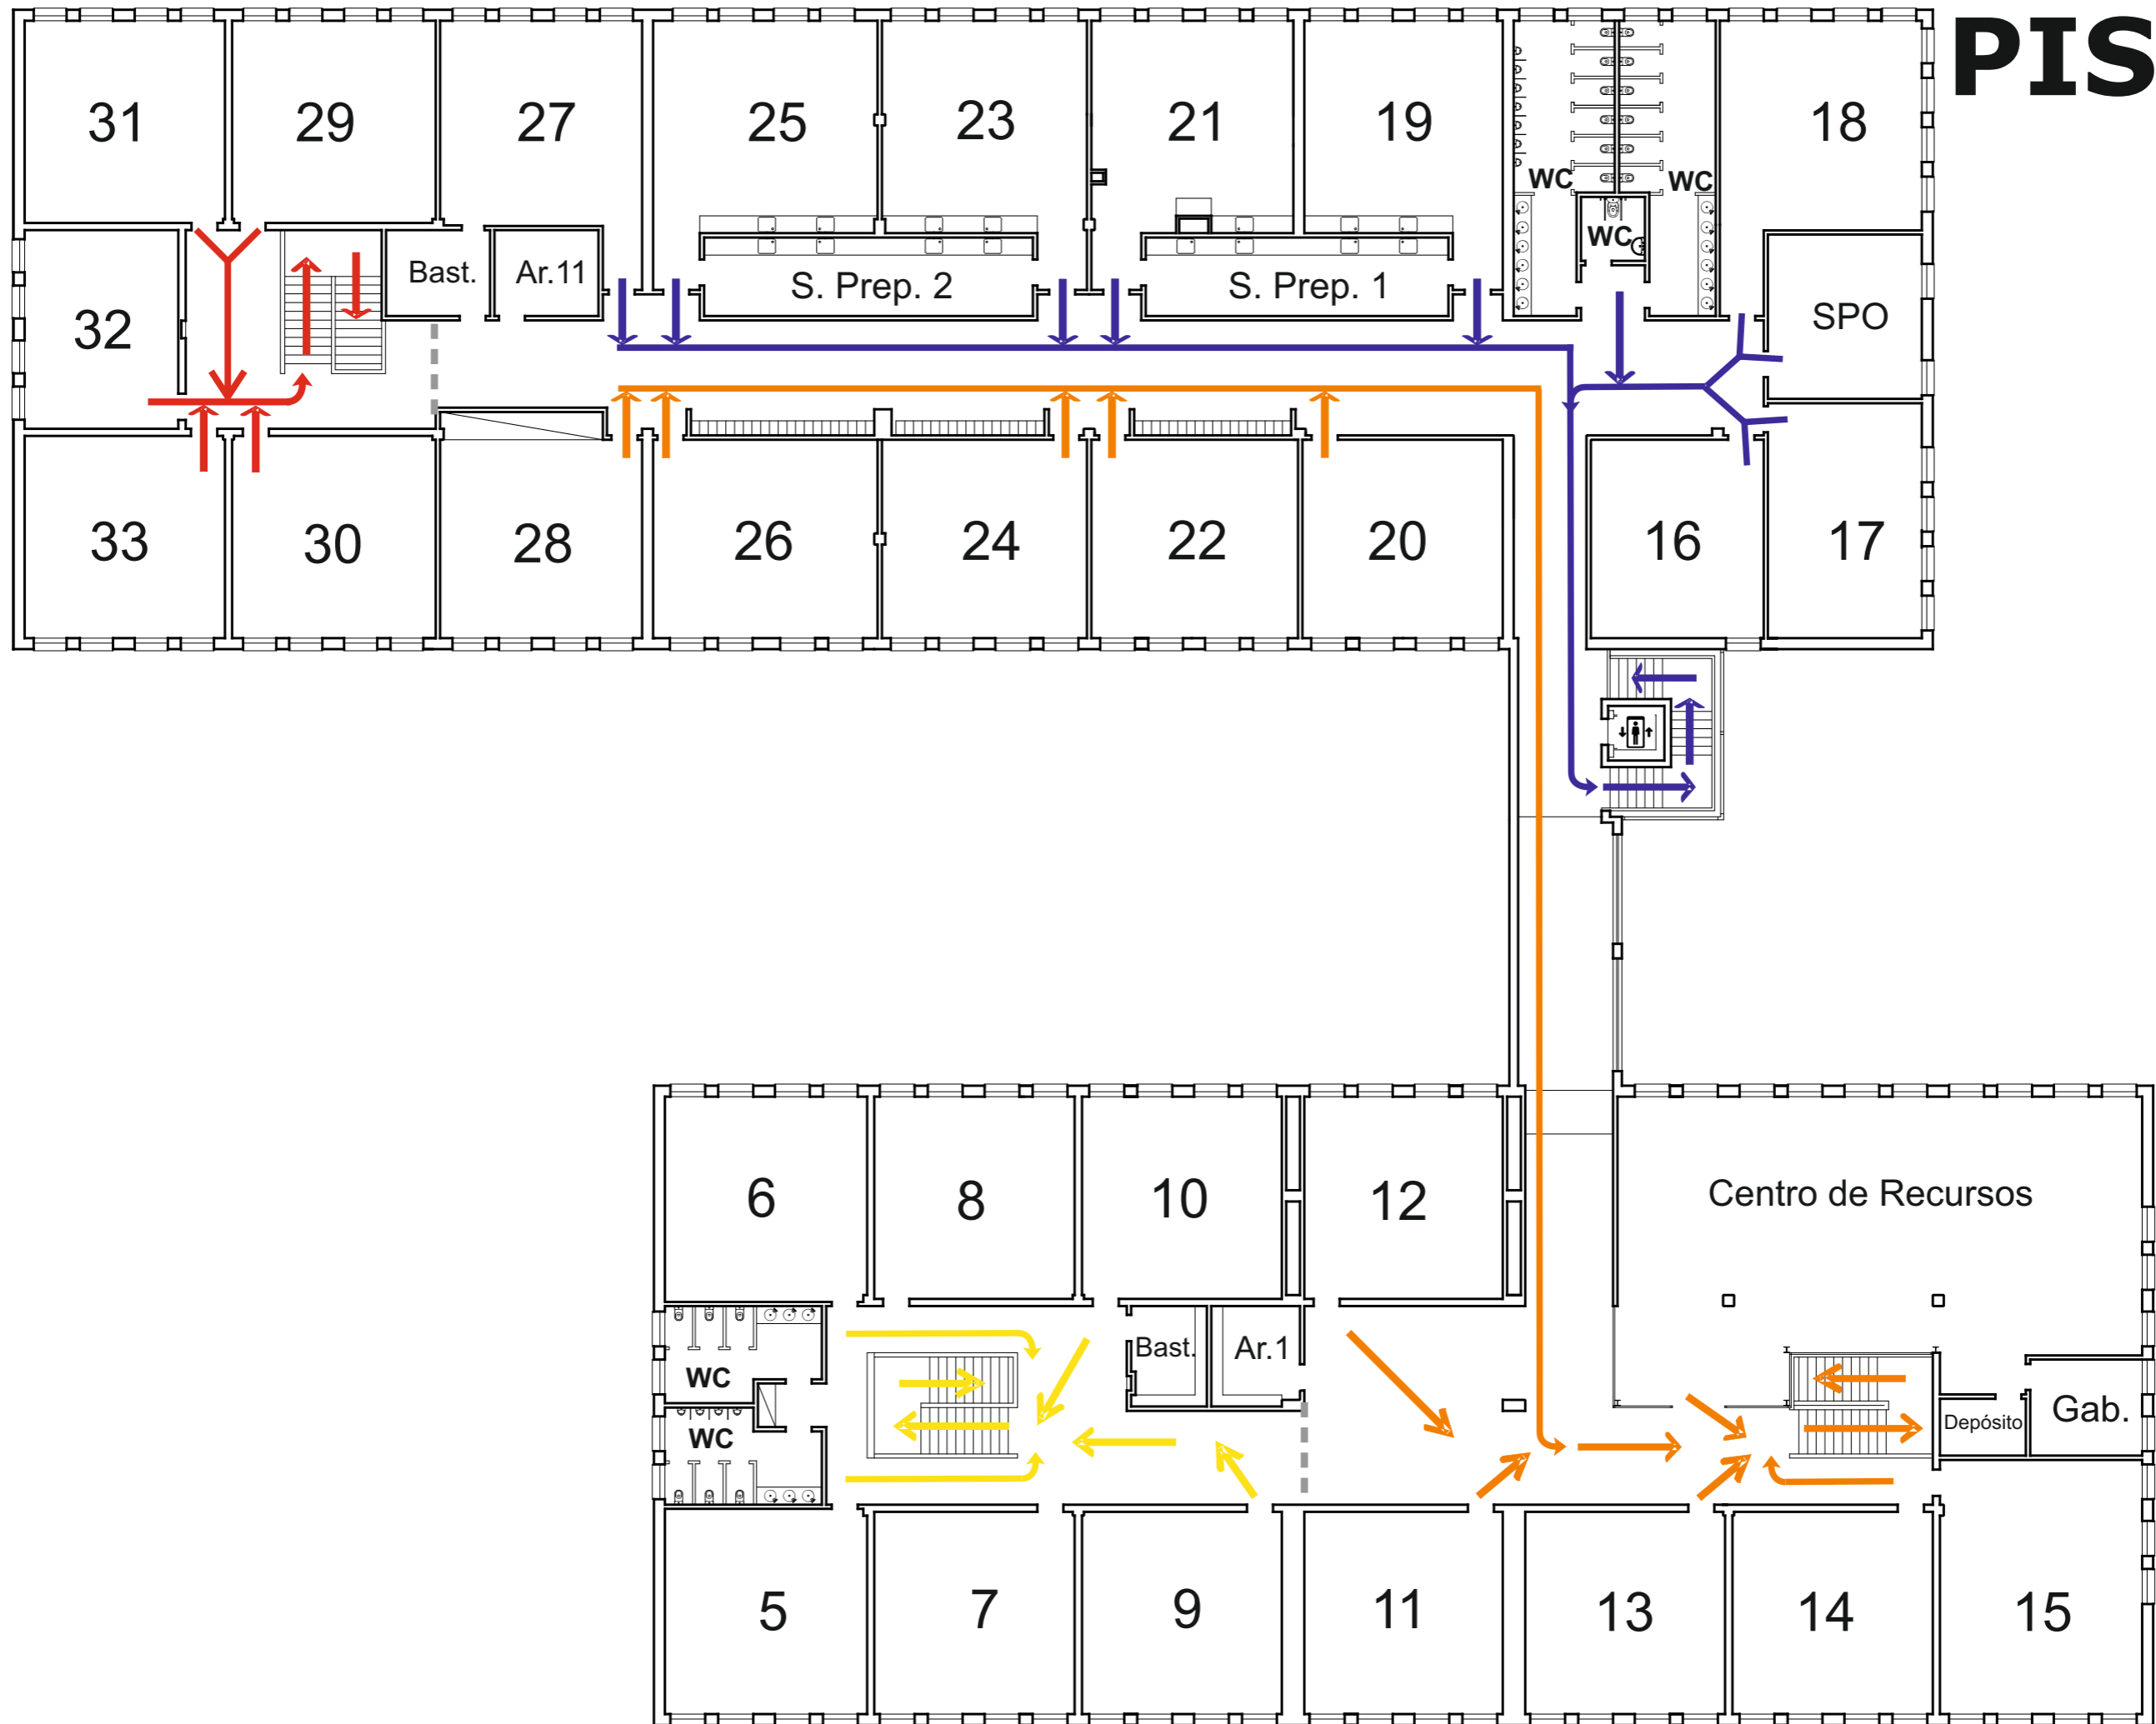 PIS
31 29 27 25 23 21 19 18
WC WC
WC
Bast. Ar.11 S. Prep. 2 S. Prep. 1 SPO
32
33 30 28 26 24 22 20 16 17
6 8 10 12 Centro de Recursos
Bast. Ar.1
WC
Depósito Gab.
WC
5 7 9 11 13 14 15